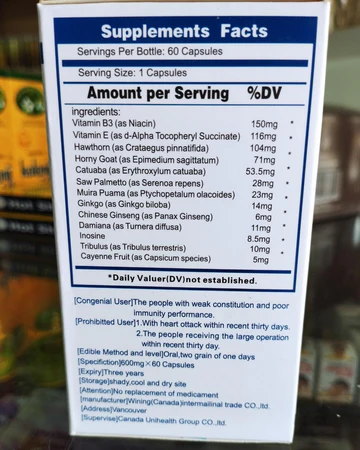 Supplements Facts
Servings Per Bottle: 60 Capsules
Serving Size: 1 Capsules
Amount per Serving %DV
ingredients:
Vitamin B3 (as Niacin) 150mg *
Vitamin E (as d-Alpha Tocopheryl Succinate) 116mg *
Hawthorn (as Crataegus pinnatifida) 104mg *
Horny Goat (as Epimedium sagittatum) 71mg *
Catuaba (as Erythroxylum catuaba) 53.5mg *
Saw Palmetto (as Serenoa repens) 28mg *
Muira Puama (as Ptychopetalum olacoides) 23mg *
Ginkgo (as Ginkgo biloba) 14mg *
Chinese Ginseng (as Panax Ginseng) 6mg *
Damiana (as Turnera diffusa) 11mg *
Inosine 8.5mg *
Tribulus (as Tribulus terrestris) 10mg *
Cayenne Fruit (as Capsicum species) 5mg *
*Daily Valuer(DV)not established.
[Congenial User]The people with weak constitution and poor
immunity performance.
[Prohibitted User]1.With heart ottack within recent thirty days.
2.The people receiving the large operation
within recent thirty day.
[Edible Method and level]Oral,two grain of one days
[Specifiction]600mg×60 Capsules
[Expiry]Three years
[Storage]shady,cool and dry site
[Attention]No replacement of medicament
[manufacturer]Wining(Canada)intermailinal trade CO.,ltd.
[Address]Vancouver
[Supervise]Canada Unihealth Group CO.,ltd.